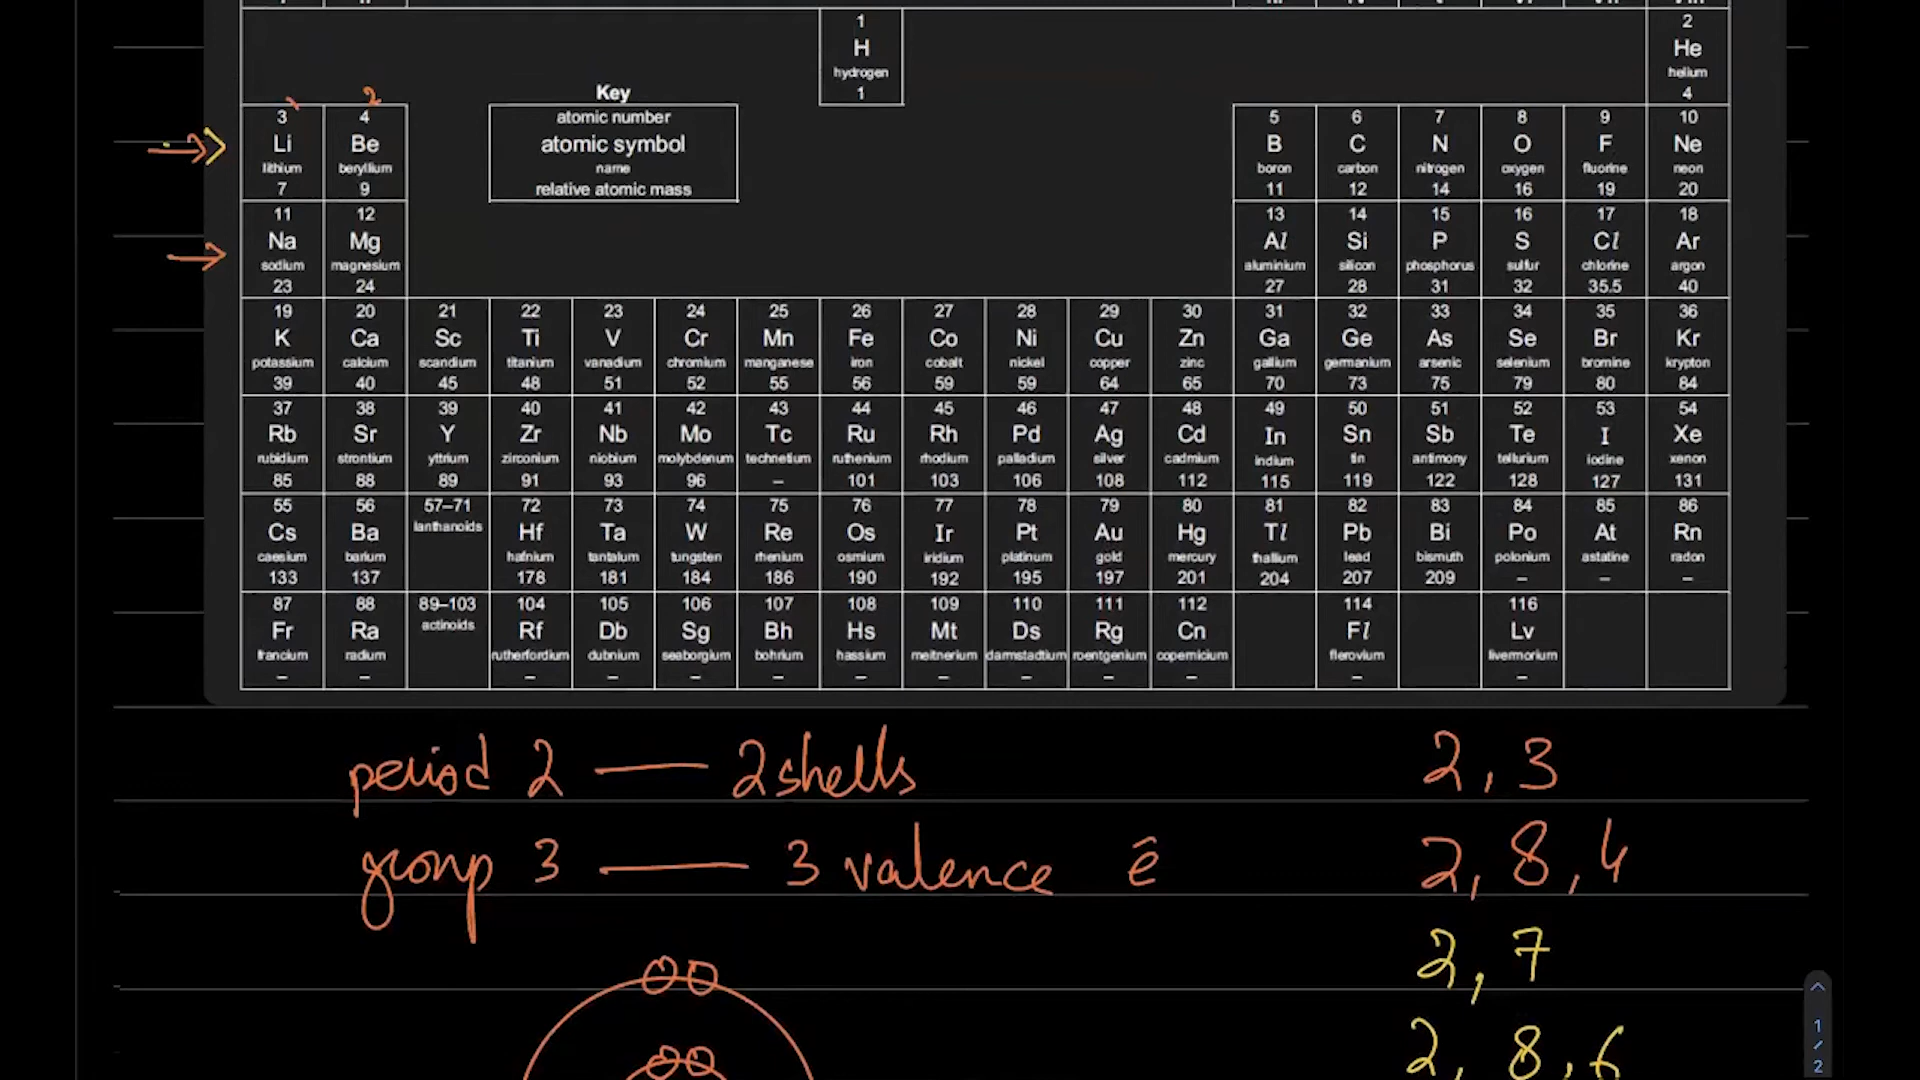 1 2
H He
hydrogen helium
1 4
Key
1 2
3 4 atomic number 5 6 7 8 9 10
Li Be atomic symbol B C N O F Ne
lithium beryllium name boron carbon nitrogen oxygen fluorine neon
7 9 relative atomic mass 11 12 14 16 19 20
11 12 13 14 15 16 17 18
Na Mg Al Si P S Cl Ar
sodium magnesium aluminium silicon phosphorus sulfur chlorine argon
23 24 27 28 31 32 35.5 40
19 20 21 22 23 24 25 26 27 28 29 30 31 32 33 34 35 36
K Ca Sc Ti V Cr Mn Fe Co Ni Cu Zn Ga Ge As Se Br Kr
potassium calcium scandium titanium vanadium chromium manganese iron cobalt nickel copper zinc gallium germanium arsenic selenium bromine krypton
39 40 45 48 51 52 55 56 59 59 64 65 70 73 75 79 80 84
37 38 39 40 41 42 43 44 45 46 47 48 49 50 51 52 53 54
Rb Sr Y Zr Nb Mo Tc Ru Rh Pd Ag Cd In Sn Sb Te I Xe
rubidium strontium yttrium zirconium niobium molybdenum technetium ruthenium rhodium palladium silver cadmium indium tin antimony tellurium iodine xenon
85 88 89 91 93 96 – 101 103 106 108 112 115 119 122 128 127 131
55 56 57–71 72 73 74 75 76 77 78 79 80 81 82 83 84 85 86
Cs Ba lanthanoids Hf Ta W Re Os Ir Pt Au Hg Tl Pb Bi Po At Rn
caesium barium hafnium tantalum tungsten rhenium osmium iridium platinum gold mercury thallium lead bismuth polonium astatine radon
133 137 178 181 184 186 190 192 195 197 201 204 207 209 – – –
87 88 89–103 104 105 106 107 108 109 110 111 112 114 116
Fr Ra actinoids Rf Db Sg Bh Hs Mt Ds Rg Cn Fl Lv
francium radium rutherfordium dubnium seaborgium bohrium hassium meitnerium darmstadtium roentgenium copernicium flerovium livermorium
– – – – – – – – – – – – –
period 2 — 2 shells 2, 3
group 3 — 3 valence ē 2, 8, 4
2, 7
2, 8, 6
1
/
2